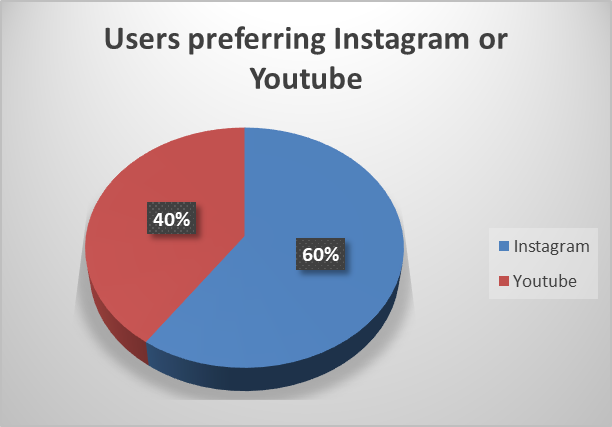 Users preferring Instagram or
Youtube
40%
60%
Instagram
Youtube